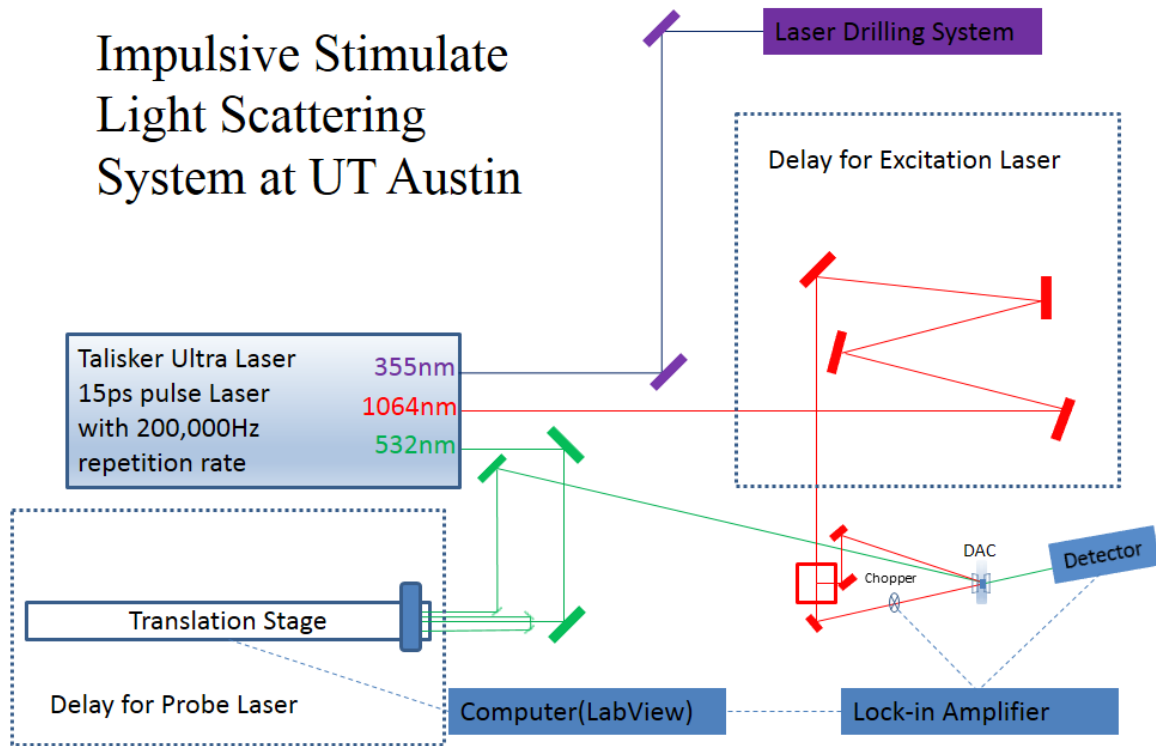 Impulsive Stimulate
Light Scattering
System at UT Austin
Laser Drilling System
Delay for Excitation Laser
Talisker Ultra Laser
15ps pulse Laser
with 200,000Hz
repetition rate
355nm
1064nm
532nm
Chopper
DAC
Detector
Translation Stage
Delay for Probe Laser
Computer(LabView)
Lock-in Amplifier